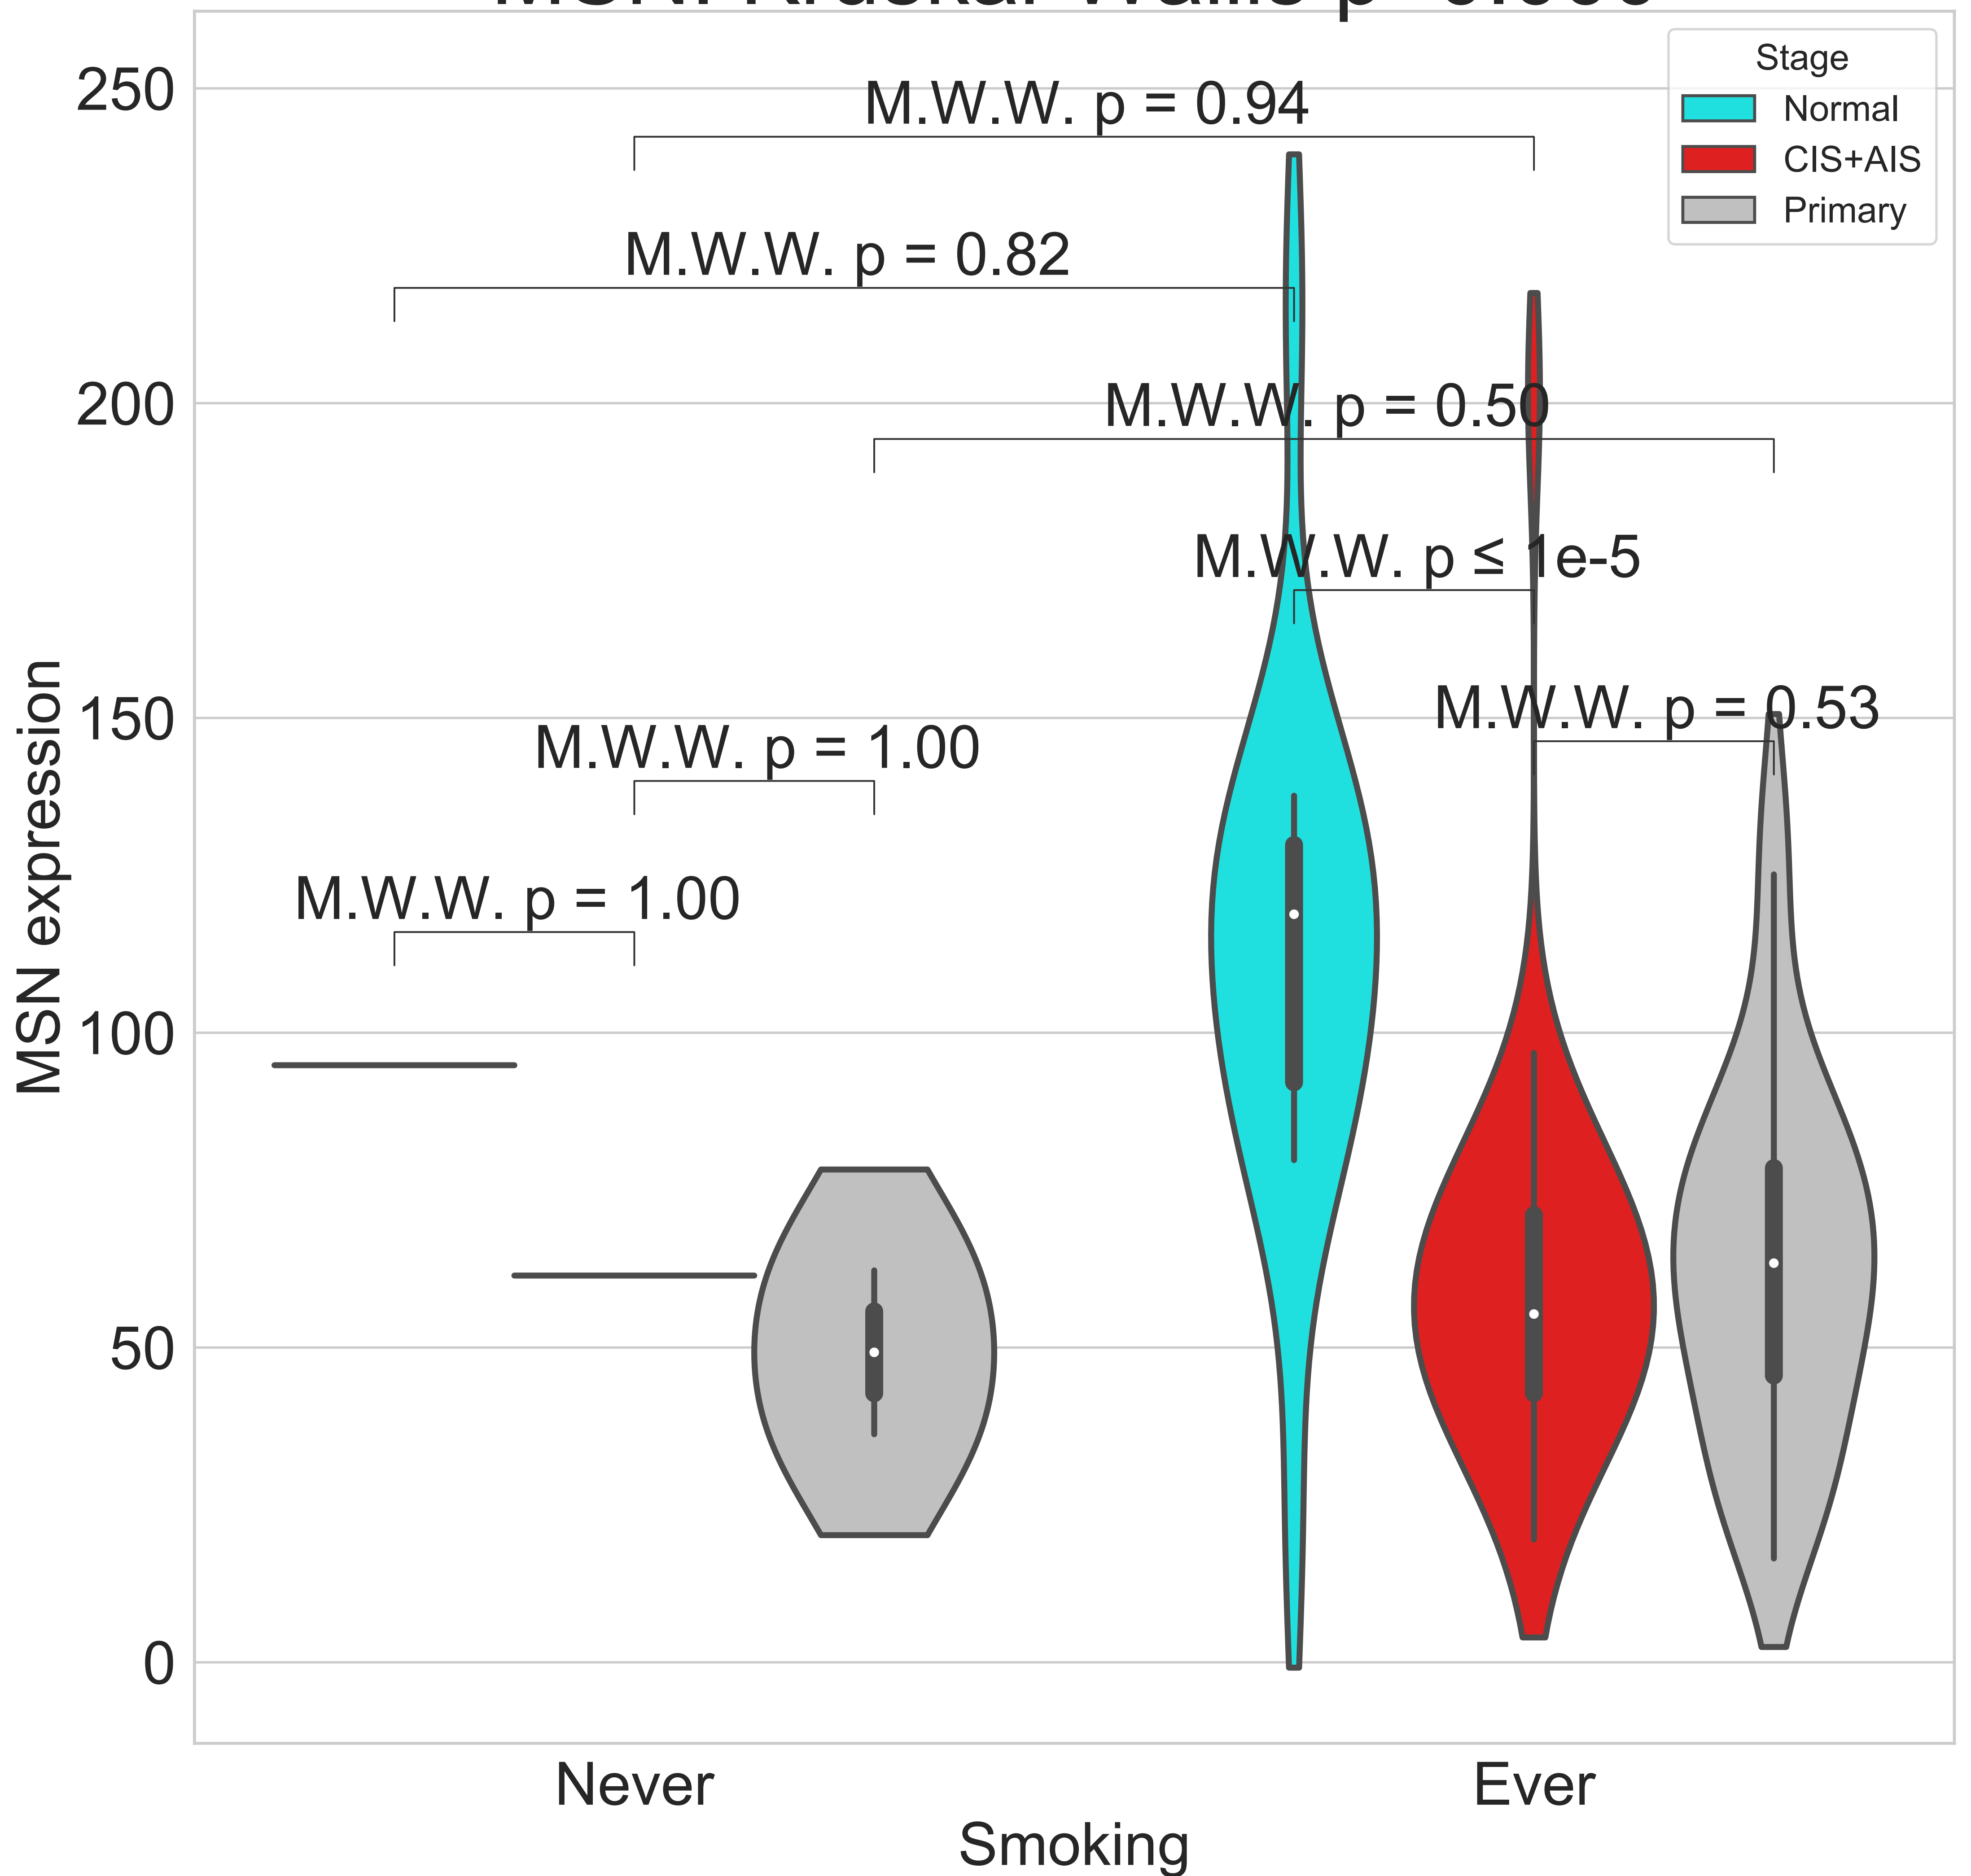 250
200
150
100
50
0
MSN expression
M.W.W. p = 0.94
M.W.W. p = 0.82
M.W.W. p = 0.50
M.W.W. p ≤ 1e-5
M.W.W. p = 0.53
M.W.W. p = 1.00
M.W.W. p = 1.00
Stage
Normal
CIS+AIS
Primary
Never
Ever
Smoking